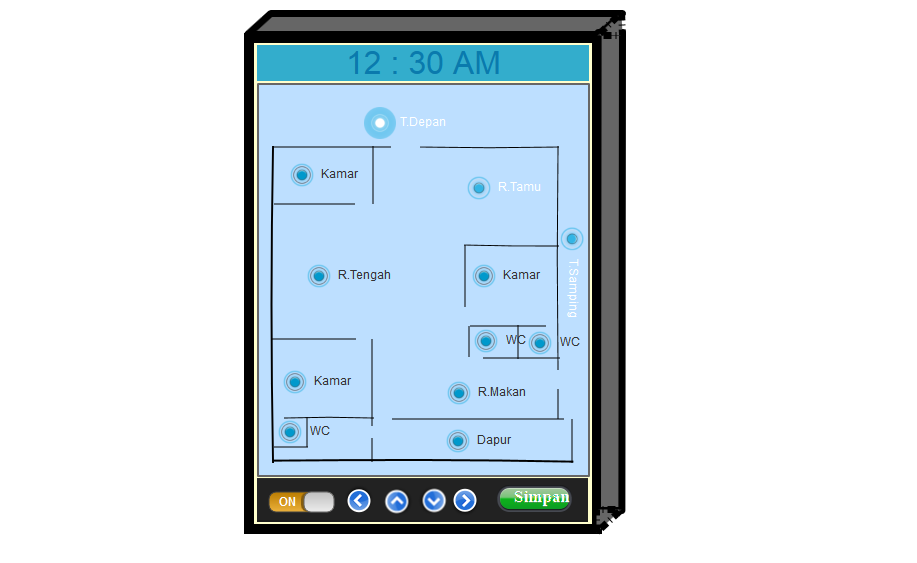 12 : 30 AM
T.Depan
Kamar
R.Tamu
T.Samping
R.Tengah
Kamar
WC
WC
Kamar
R.Makan
WC
Dapur
ON
Simpan